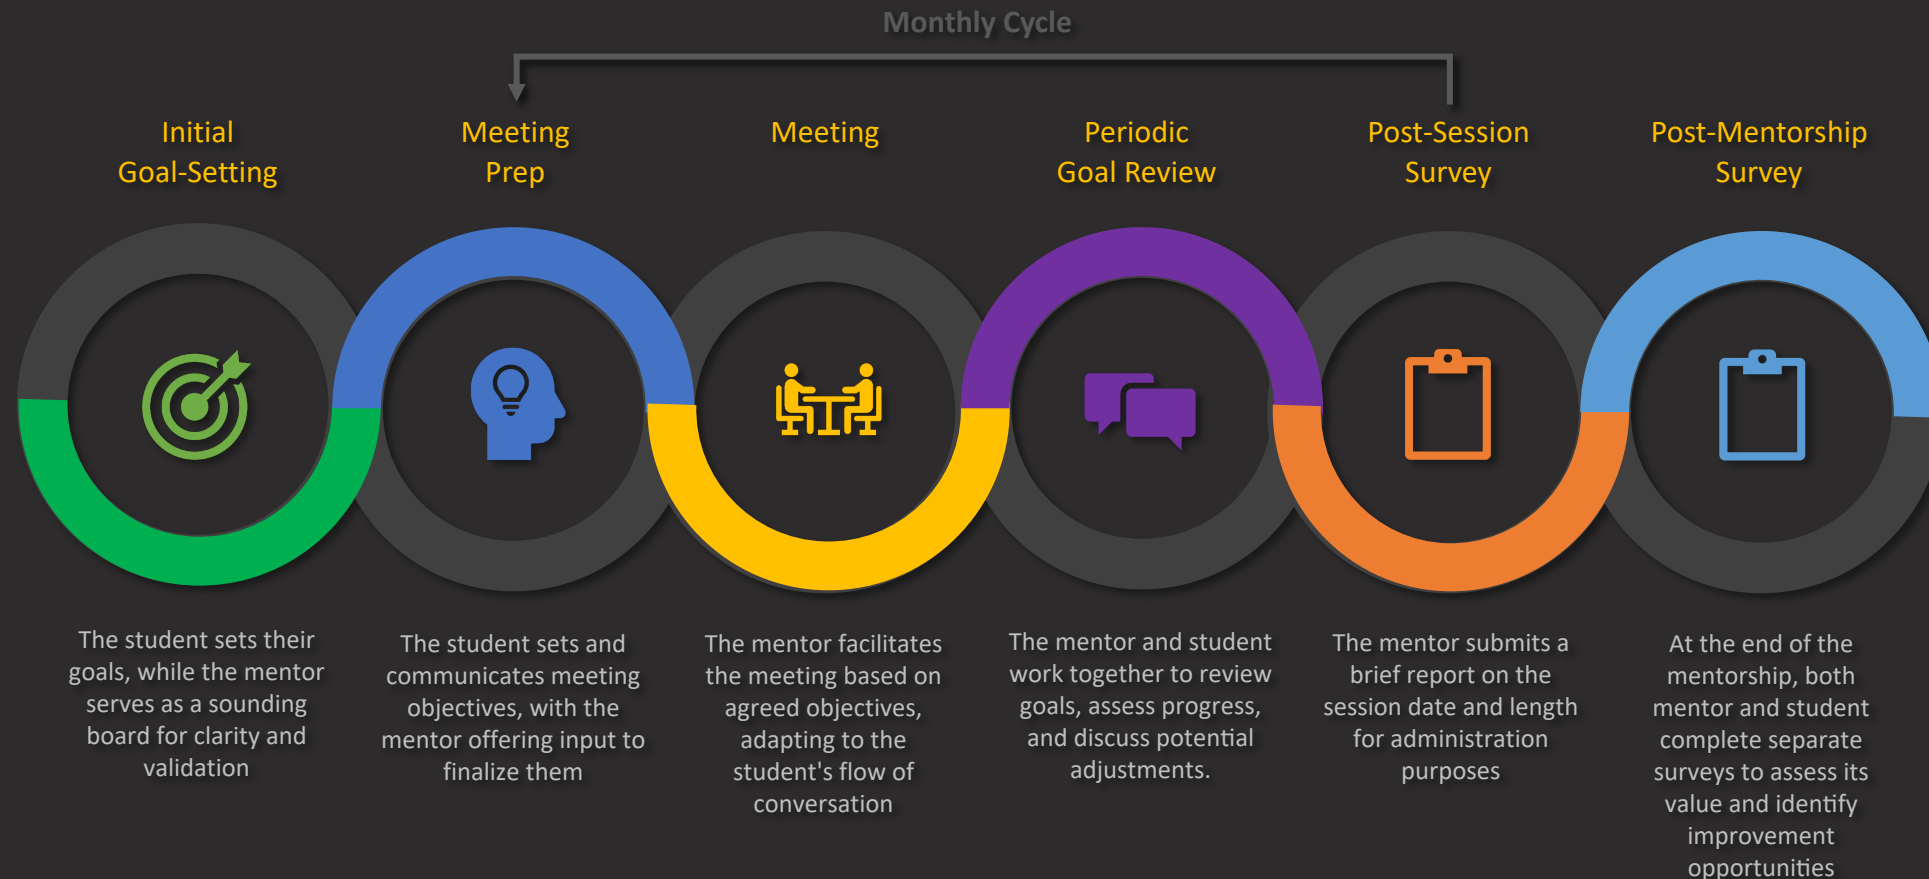 Monthly Cycle
Initial
Goal-Setting
Meeting
Prep
Meeting
Periodic
Goal Review
Post-Session
Survey
Post-Mentorship
Survey
The student sets their
goals, while the mentor
serves as a sounding
board for clarity and
validation
The student sets and
communicates meeting
objectives, with the
mentor offering input to
finalize them
The mentor facilitates
the meeting based on
agreed objectives,
adapting to the
student's flow of
conversation
The mentor and student
work together to review
goals, assess progress,
and discuss potential
adjustments.
The mentor submits a
brief report on the
session date and length
for administration
purposes
At the end of the
mentorship, both
mentor and student
complete separate
surveys to assess its
value and identify
improvement
opportunities